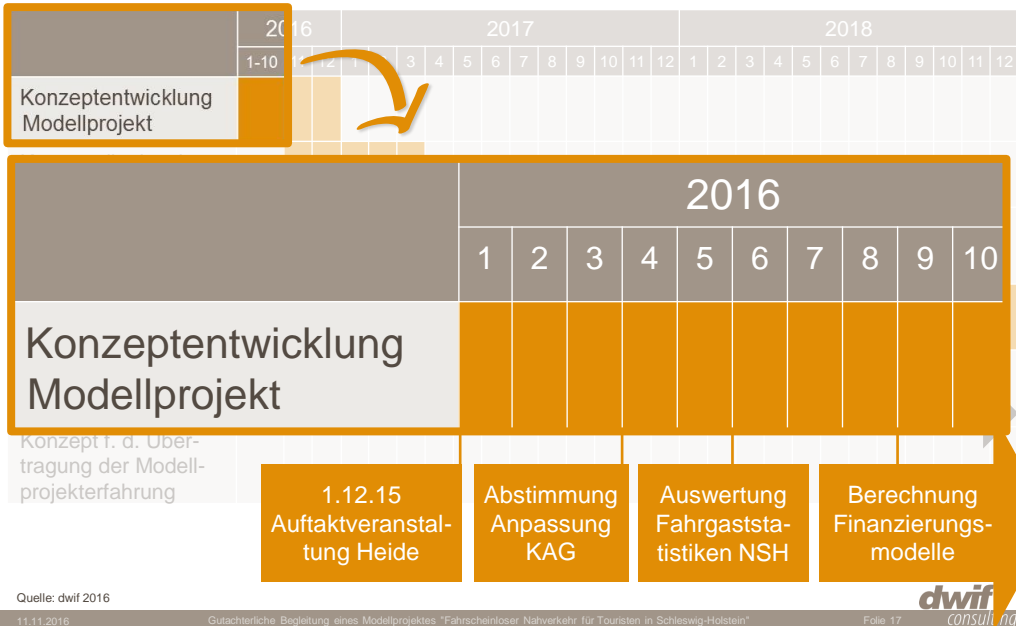 2016 2017 2018
1-10 11 12 1 3 4 5 6 7 8 9 10 11 12 1 2 3 4 5 6 7 8 9 10 11 12
Konzeptentwicklung
Modellprojekt
2016
1 2 3 4 5 6 7 8 9 10
Konzeptentwicklung
Modellprojekt
Konzept f. d. Über-
tragung der Modell-
projekterfahrung
1.12.15
Auftaktveranstal-
tung Heide
Abstimmung
Anpassung
KAG
Auswertung
Fahrgaststa-
tistiken NSH
Berechnung
Finanzierungs-
modelle
Quelle: dwif 2016
dwif
consulting
11.11.2016 Gutachterliche Begleitung eines Modellprojektes "Fahrscheinloser Nahverkehr für Touristen in Schleswig-Holstein" Folie 17